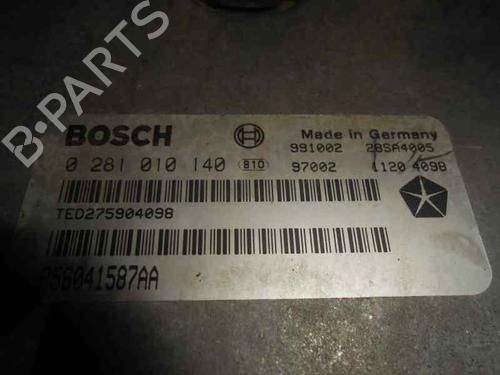 B-PARTS
BOSCH
Made in Germany
991002 28SA4005
0 281 010 140 810 97002 1120 4098
TED275904098
P56041587AA